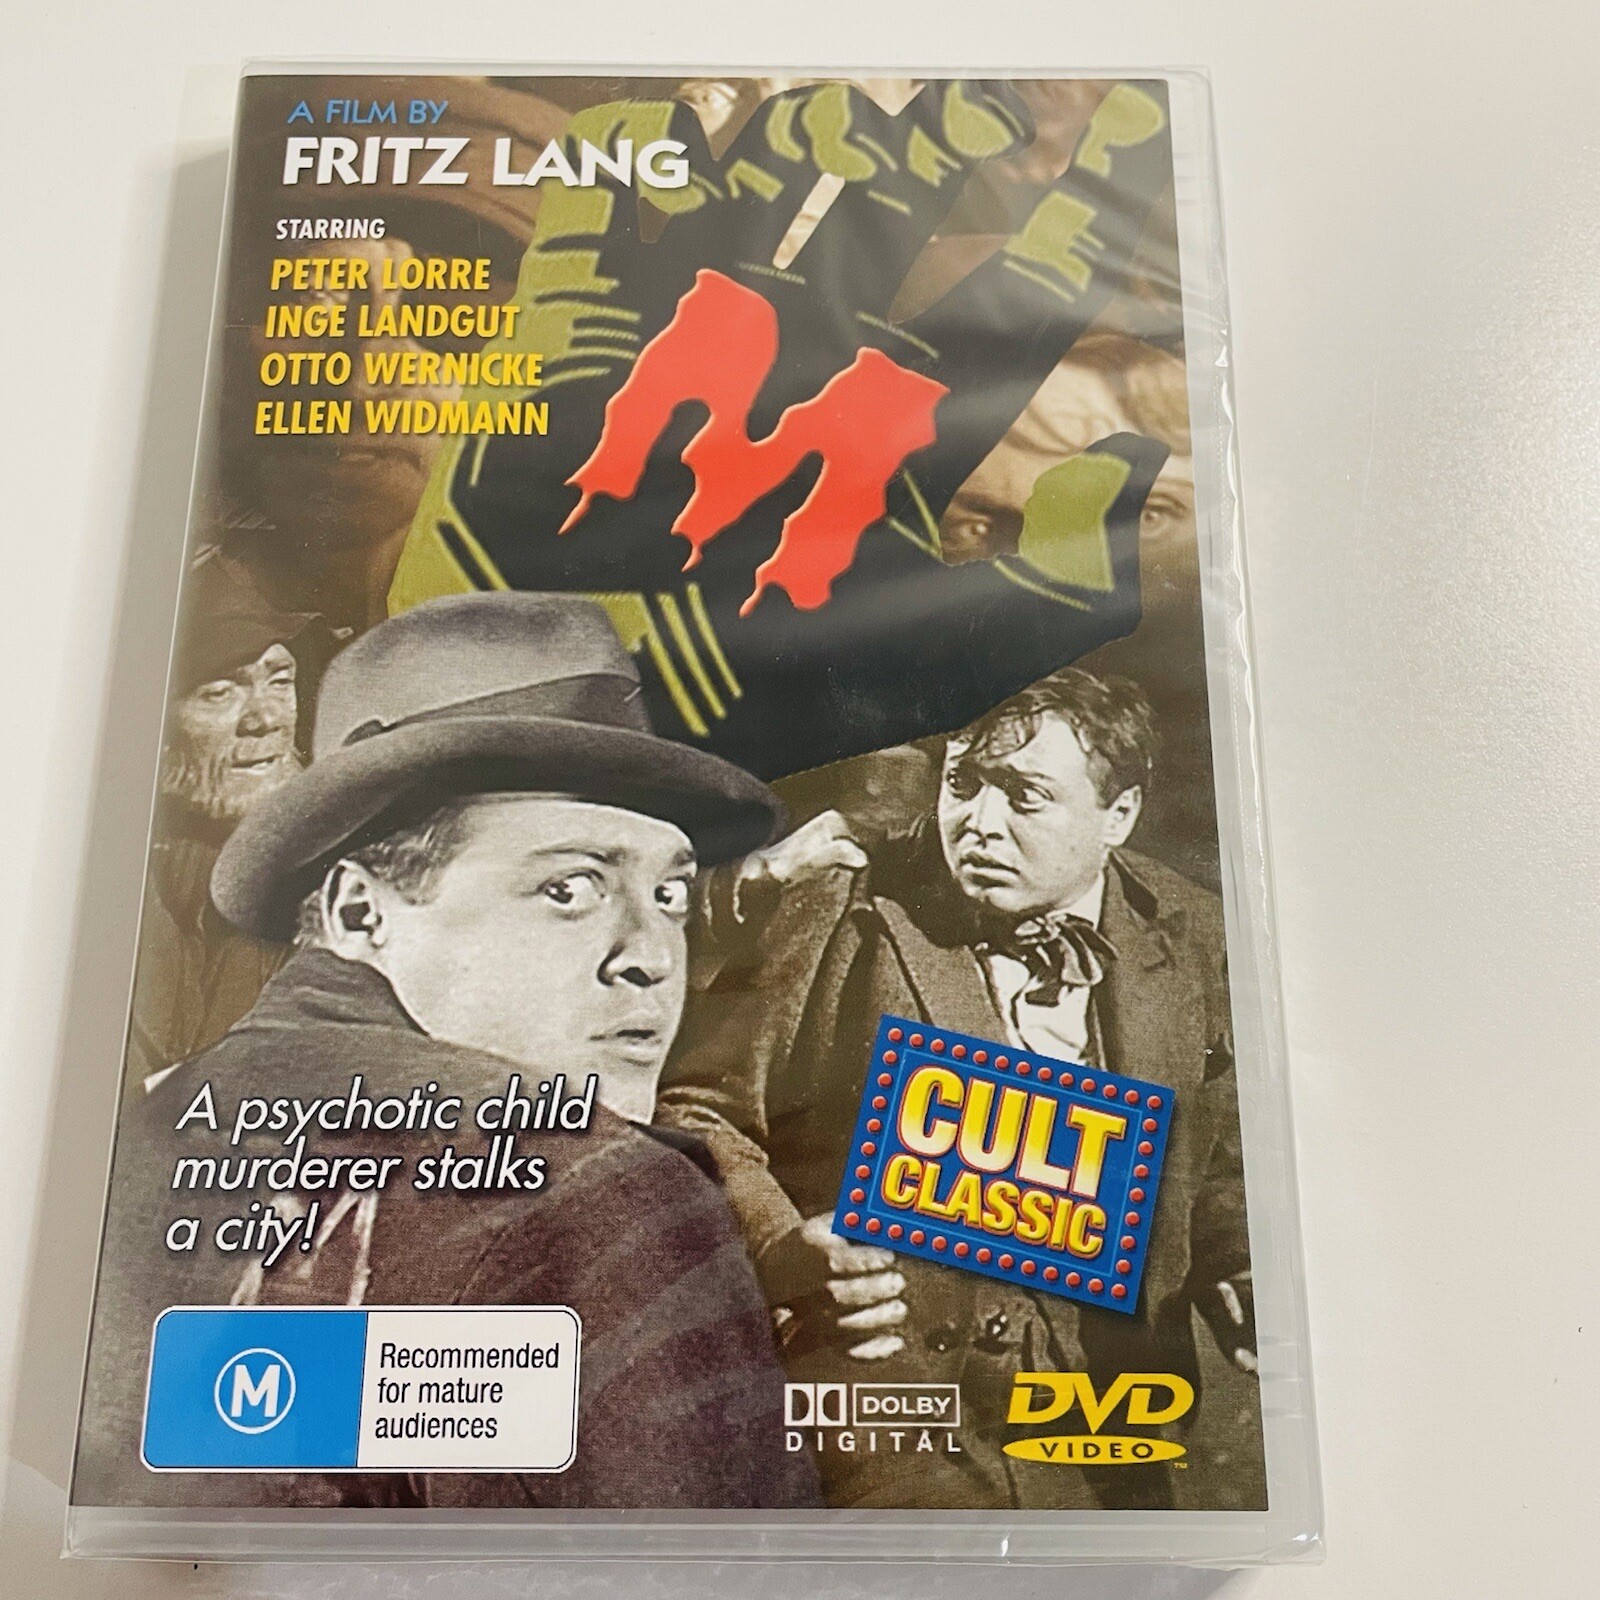 A FILM BY
FRITZ LANG
STARRING
PETER LORRE
INGE LANDGUT
OTTO WERNICKE
ELLEN WIDMANN
M
A psychotic child
murderer stalks
a city!
CULT
CLASSIC
M
Recommended
for mature
audiences
DOLBY
DIGITAL
DVD
VIDEO
TM